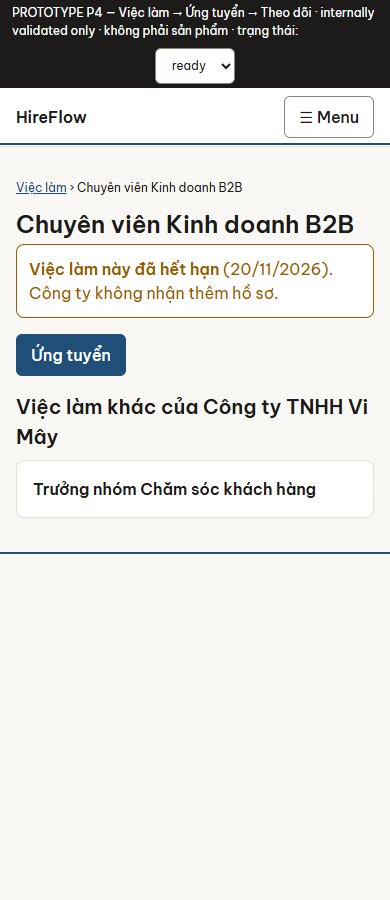 PROTOTYPE P4 — Việc làm → Ứng tuyển → Theo dõi · internally
validated only · không phải sản phẩm · trạng thái:
ready
HireFlow
☰ Menu
Việc làm › Chuyên viên Kinh doanh B2B
Chuyên viên Kinh doanh B2B
Việc làm này đã hết hạn (20/11/2026).
Công ty không nhận thêm hồ sơ.
Ứng tuyển
Việc làm khác của Công ty TNHH Vi
Mây
Trưởng nhóm Chăm sóc khách hàng